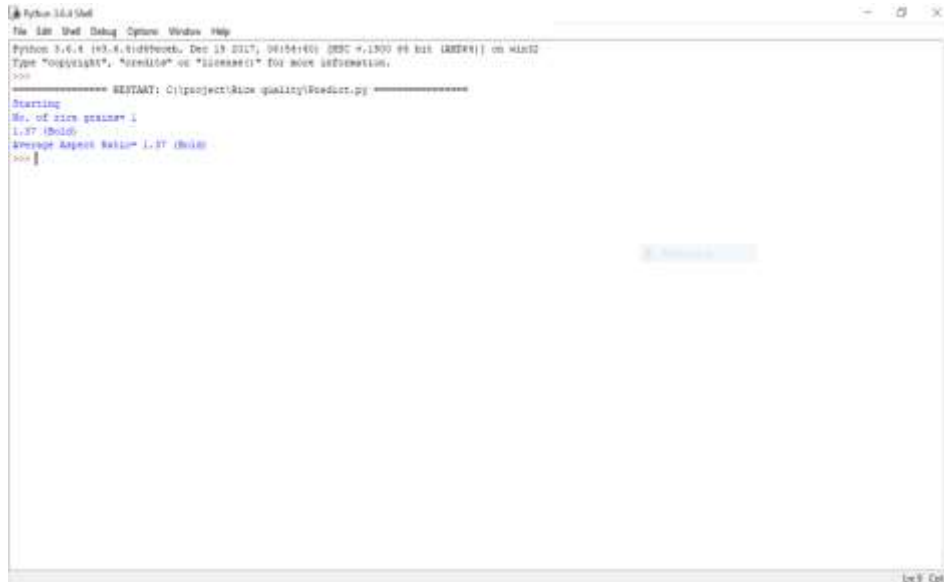 Python 3.6.4 Shell
File Edit Shell Debug Options Window Help
Python 3.6.4 (v3.6.4:d48eceb, Dec 19 2017, 06:54:40) [MSC v.1900 64 bit (AMD64)] on win32
Type "copyright", "credits" or "license()" for more information.
>>>
================ RESTART: C:\project\Rice quality\Predict.py ================
Starting
No. of rice grains= 1
1.37 (Bold)
Average Aspect Ratio= 1.37 (Bold)
>>>
Ln: 9 Col